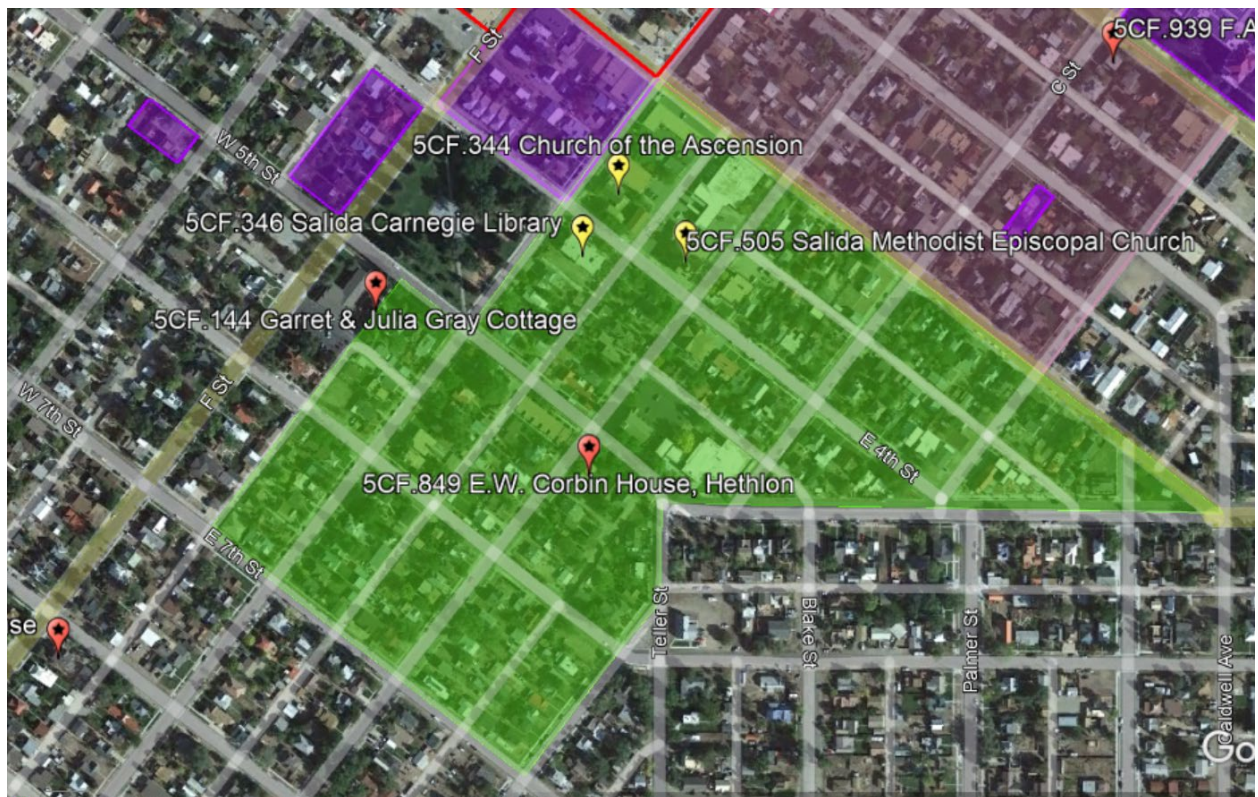 F St
5CF.939 F.A
C St
W 5th St
5CF.344 Church of the Ascension
5CF.346 Salida Carnegie Library
5CF.505 Salida Methodist Episcopal Church
5CF.144 Garret & Julia Gray Cottage
F St
W 7th St
E 4th St
5CF.849 E.W. Corbin House, Hethlon
E 7th St
se
Teller St
Blake St
Palmer St
Caldwell Ave
Go